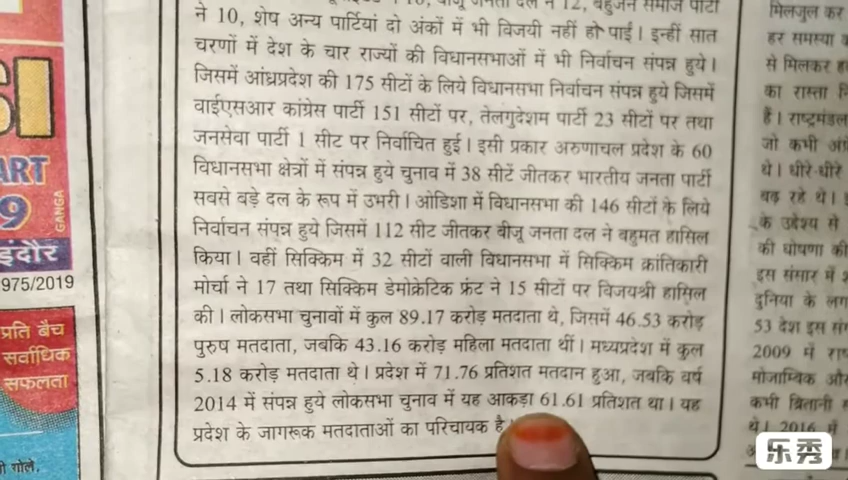 ने 10, शेष अन्य पार्टियां दो अंकों में भी विजयी नहीं हो पाई। इन्हीं सात
चरणों में देश के चार राज्यों की विधानसभाओं में भी निर्वाचन संपन्न हुये।
जिसमें आंध्रप्रदेश की 175 सीटों के लिये विधानसभा निर्वाचन संपन्न हुये जिसमें
वाईएसआर कांग्रेस पार्टी 151 सीटों पर, तेलगुदेशम पार्टी 23 सीटों पर तथा
जनसेवा पार्टी 1 सीट पर निर्वाचित हुई। इसी प्रकार अरुणाचल प्रदेश के 60
विधानसभा क्षेत्रों में संपन्न हुये चुनाव में 38 सीटें जीतकर भारतीय जनता पार्टी
सबसे बड़े दल के रूप में उभरी। ओडिशा में विधानसभा की 146 सीटों के लिये
निर्वाचन संपन्न हुये जिसमें 112 सीट जीतकर बीजू जनता दल ने बहुमत हासिल
किया। वहीं सिक्किम में 32 सीटों वाली विधानसभा में सिक्किम क्रांतिकारी
मोर्चा ने 17 तथा सिक्किम डेमोक्रेटिक फ्रंट ने 15 सीटों पर विजयश्री हासिल
की। लोकसभा चुनावों में कुल 89.17 करोड़ मतदाता थे, जिसमें 46.53 करोड़
पुरुष मतदाता, जबकि 43.16 करोड़ महिला मतदाता थीं। मध्यप्रदेश में कुल
5.18 करोड़ मतदाता थे। प्रदेश में 71.76 प्रतिशत मतदान हुआ, जबकि वर्ष
2014 में संपन्न हुये लोकसभा चुनाव में यह आकड़ा 61.61 प्रतिशत था। यह
प्रदेश के जागरूक मतदाताओं का परिचायक है।
SI
ART
9
GANGA
इंदौर
975/2019
प्रति बैच
सर्वाधिक
सफलता
गोले,
मिलजुल कर
हर समस्या
से मिलकर
का रास्ता
हैं। राष्ट्रमंडल
जो कभी
थे। धीरे-धीरे
बढ़ रहे थे।
के उद्देश्य से
की घोषणा की
इस संसार में
दुनिया के
53 देश इस
2009 में
मोजाम्बिक और
कभी ब्रितानी
थे। 2016 में
乐秀